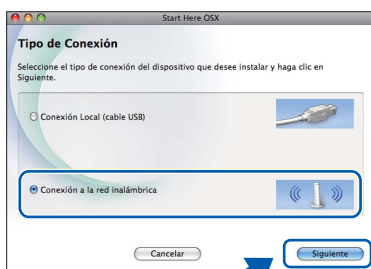 Start Here OSX
Tipo de Conexión
Seleccione el tipo de conexión del dispositivo que desee instalar y haga clic en
Siguiente.
Conexión Local (cable USB)
Conexión a la red inalámbrica
Cancelar
Siguiente